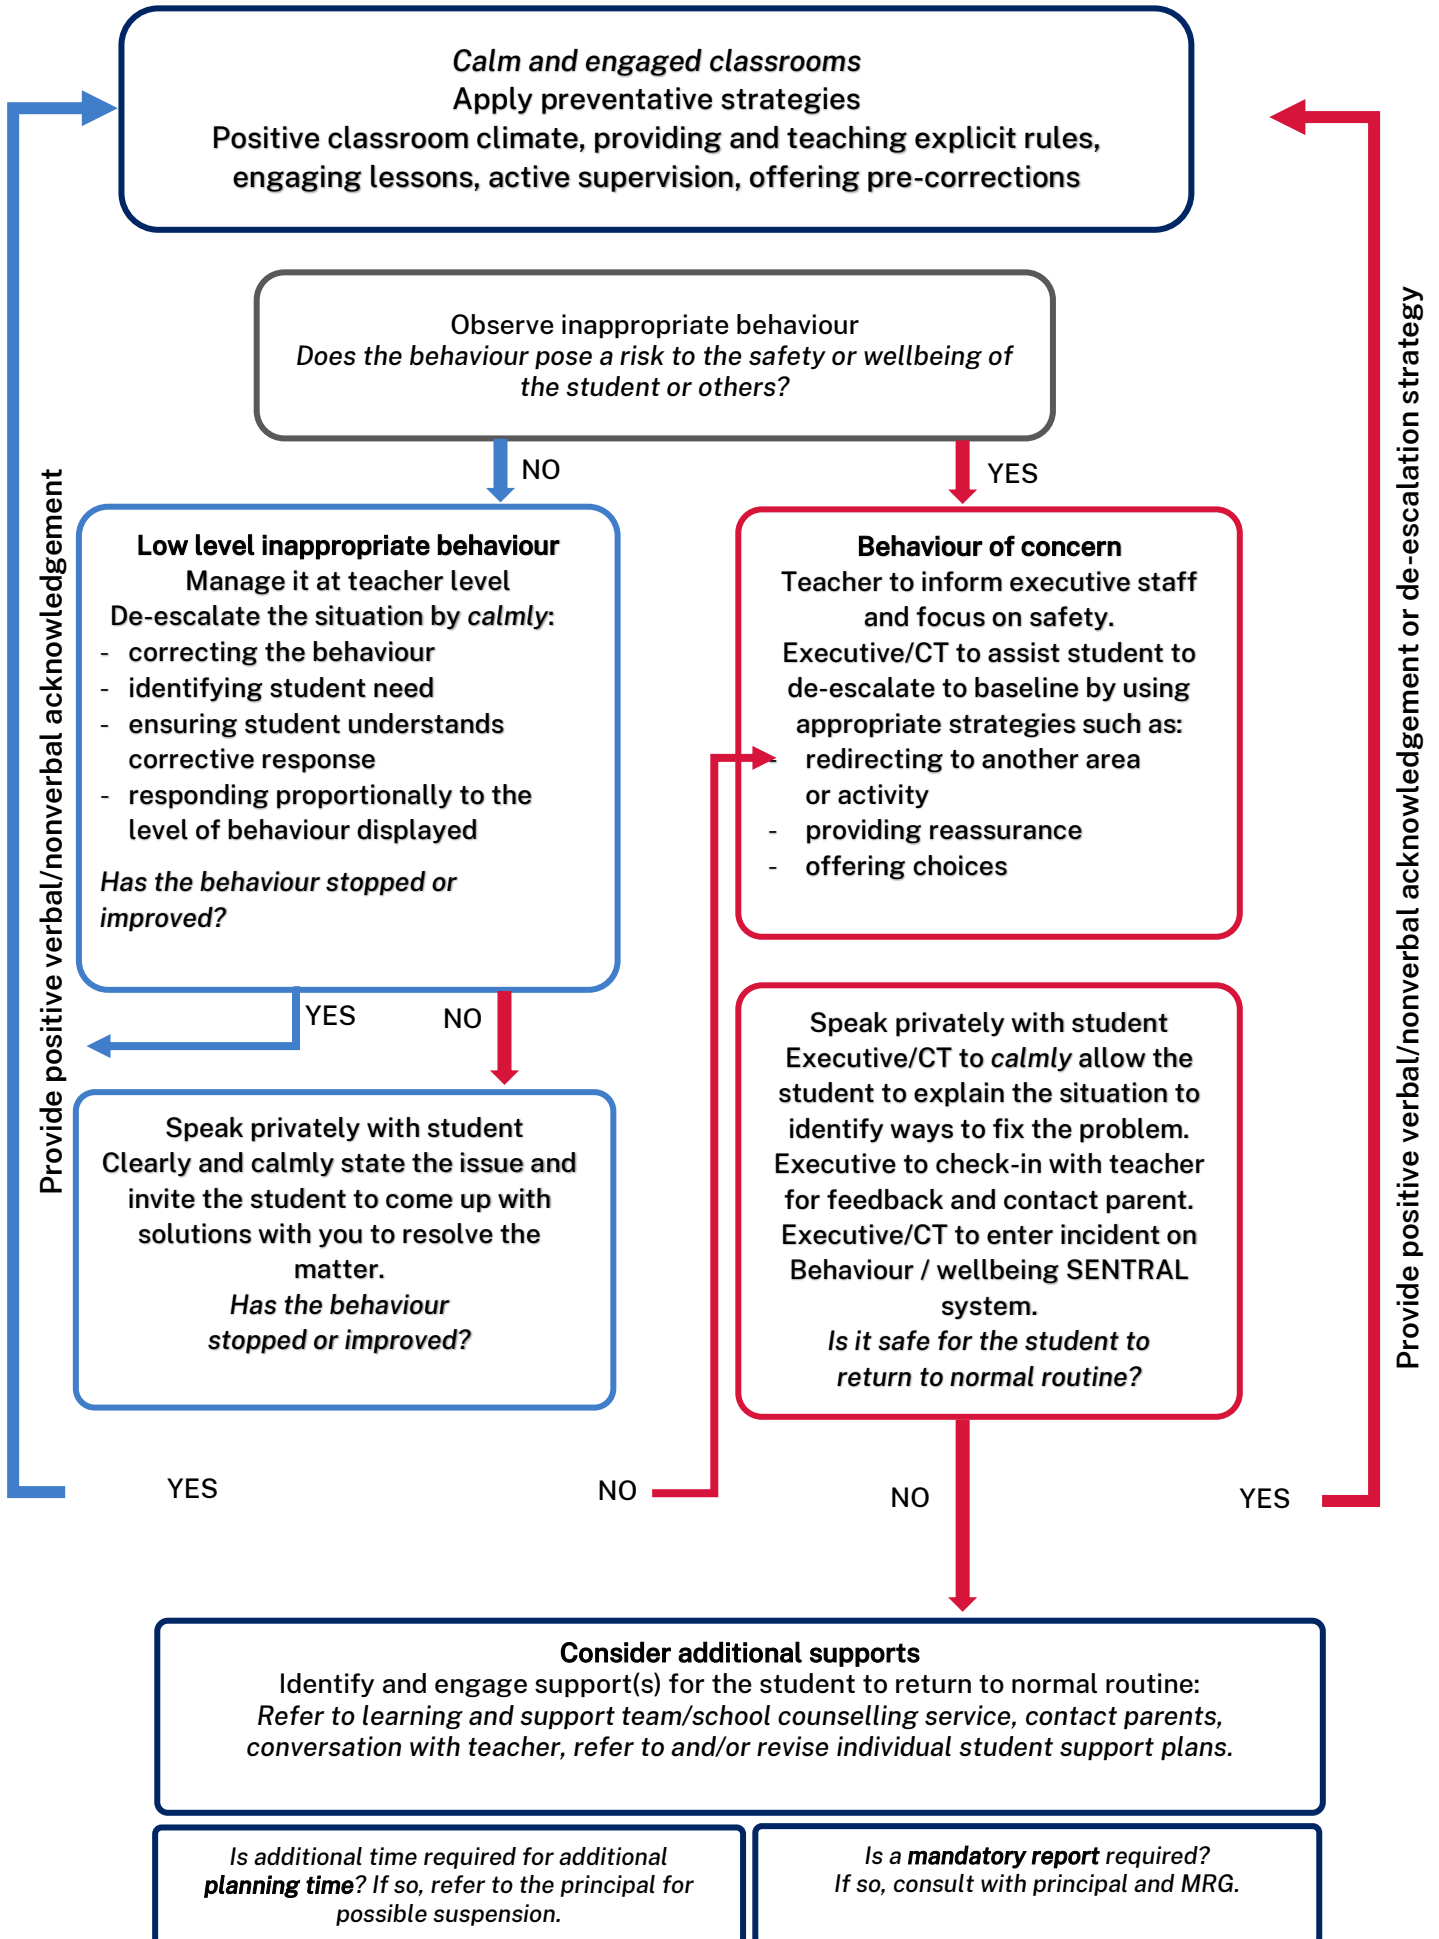 Calm and engaged classrooms
Apply preventative strategies
Positive classroom climate, providing and teaching explicit rules,
engaging lessons, active supervision, offering pre-corrections
Observe inappropriate behaviour
Does the behaviour pose a risk to the safety or wellbeing of
the student or others?
NO
YES
Low level inappropriate behaviour
Manage it at teacher level
De-escalate the situation by calmly:
- correcting the behaviour
- identifying student need
- ensuring student understands
corrective response
- responding proportionally to the
level of behaviour displayed
Has the behaviour stopped or
improved?
YES
NO
Speak privately with student
Clearly and calmly state the issue and
invite the student to come up with
solutions with you to resolve the
matter.
Has the behaviour
stopped or improved?
YES
NO
Provide positive verbal/nonverbal acknowledgement
Behaviour of concern
Teacher to inform executive staff
and focus on safety.
Executive/CT to assist student to
de-escalate to baseline by using
appropriate strategies such as:
- redirecting to another area
or activity
- providing reassurance
- offering choices
Speak privately with student
Executive/CT to calmly allow the
student to explain the situation to
identify ways to fix the problem.
Executive to check-in with teacher
for feedback and contact parent.
Executive/CT to enter incident on
Behaviour / wellbeing SENTRAL
system.
Is it safe for the student to
return to normal routine?
NO
YES
Provide positive verbal/nonverbal acknowledgement or de-escalation strategy
Consider additional supports
Identify and engage support(s) for the student to return to normal routine:
Refer to learning and support team/school counselling service, contact parents,
conversation with teacher, refer to and/or revise individual student support plans.
Is additional time required for additional
planning time? If so, refer to the principal for
possible suspension.
Is a mandatory report required?
If so, consult with principal and MRG.